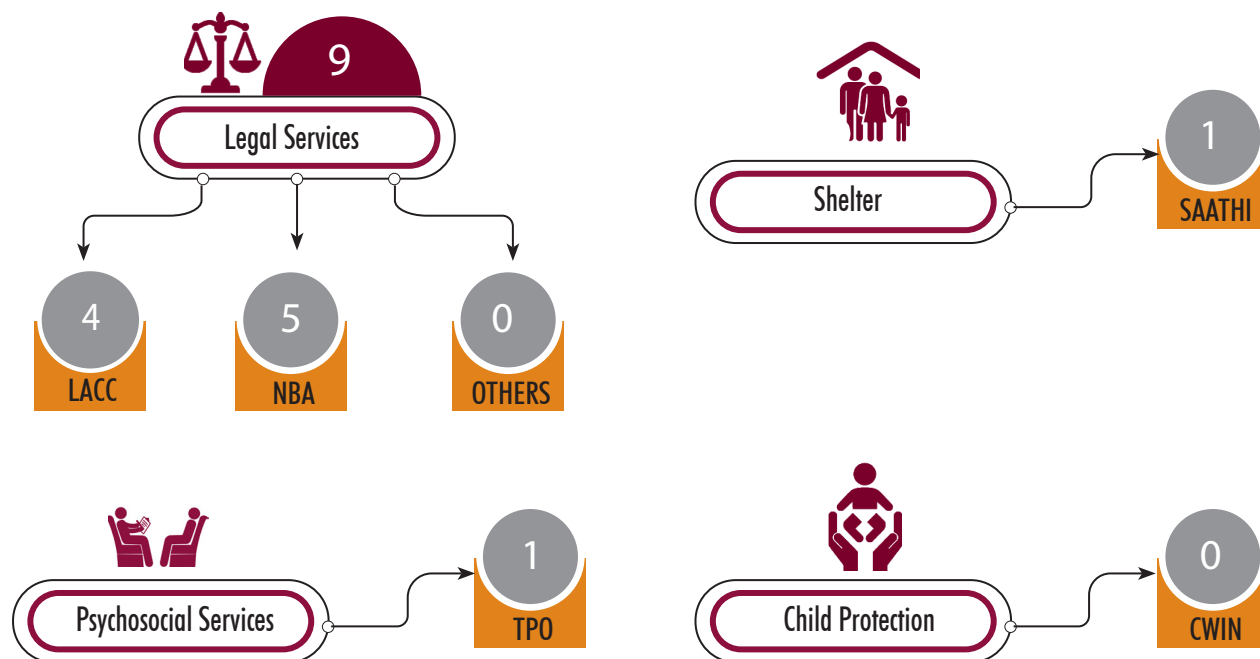 9
Legal Services
4
LACC
5
NBA
0
OTHERS
Shelter
1
SAATHI
Psychosocial Services
1
TPO
Child Protection
0
CWIN